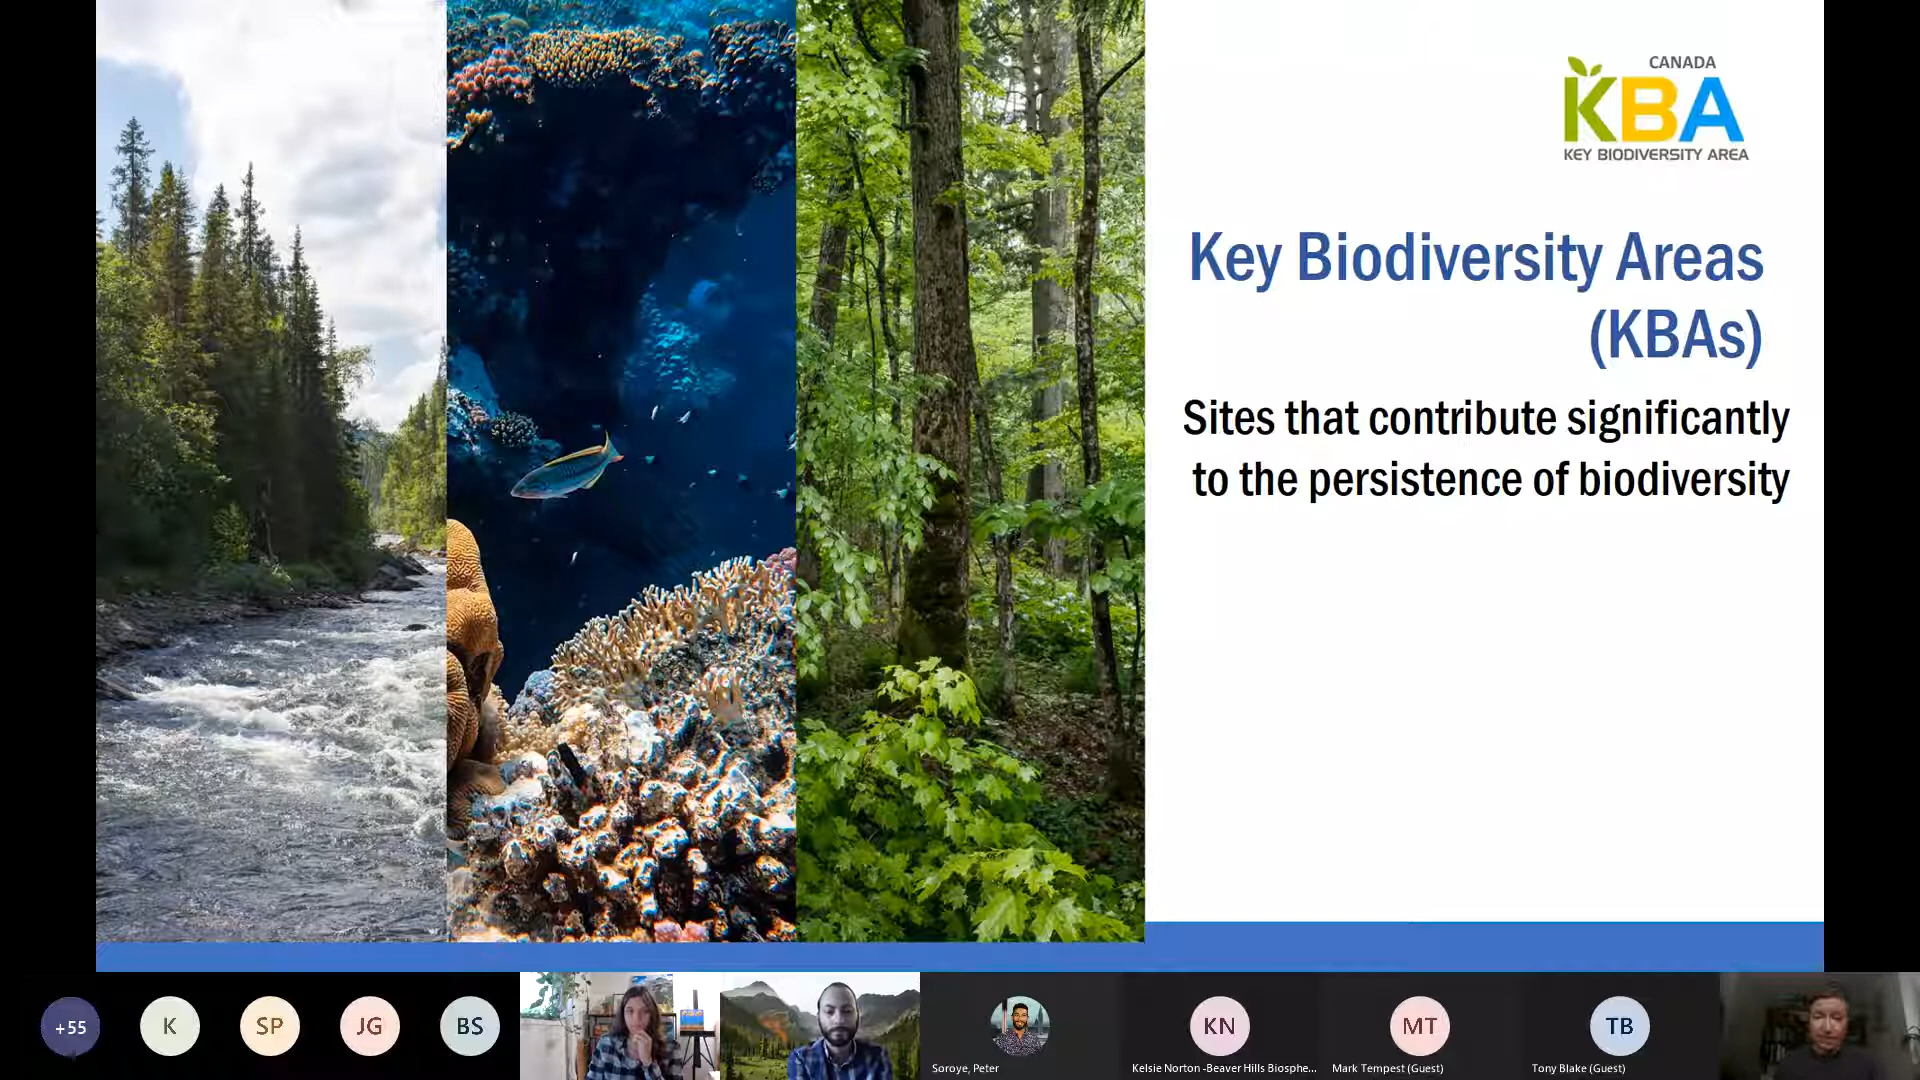 CANADA
KBA
KEY BIODIVERSITY AREA
Key Biodiversity Areas
(KBAs)
Sites that contribute significantly
to the persistence of biodiversity
+55
K
SP
JG
BS
KN
MT
TB
Soroye, Peter
Kelsie Norton -Beaver Hills Biosphe...
Mark Tempest (Guest)
Tony Blake (Guest)